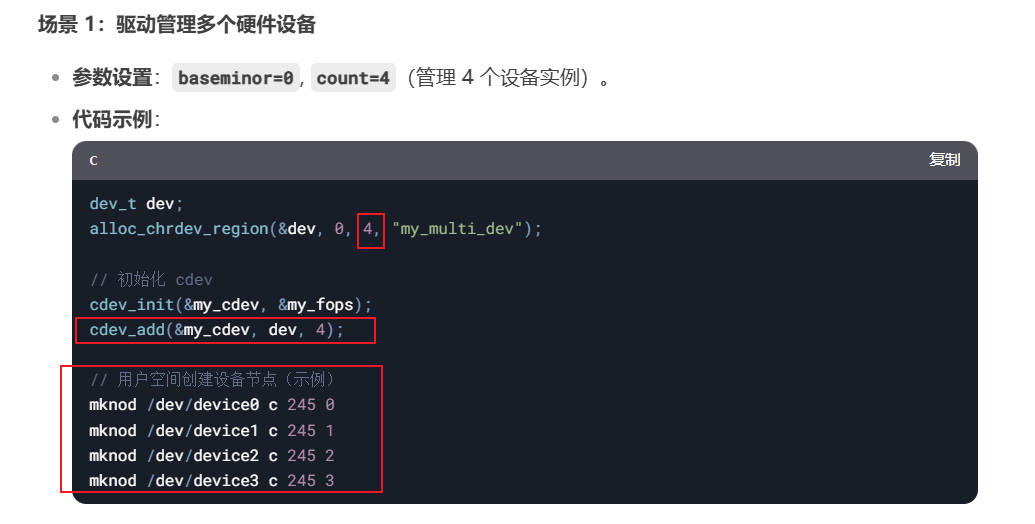 场景 1：驱动管理多个硬件设备
参数设置：baseminor=0, count=4（管理 4 个设备实例）。
代码示例：
C 复制
dev_t dev;
alloc_chrdev_region(&dev, 0, 4, "my_multi_dev");
// 初始化 cdev
cdev_init(&my_cdev, &my_fops);
cdev_add(&my_cdev, dev, 4);
// 用户空间创建设备节点（示例）
mknod /dev/device0 c 245 0
mknod /dev/device1 c 245 1
mknod /dev/device2 c 245 2
mknod /dev/device3 c 245 3